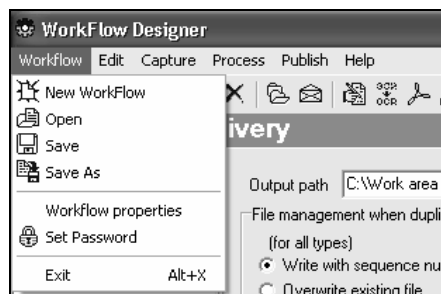 WorkFlow Designer
Workflow Edit Capture Process Publish Help
New WorkFlow
Open
Save
Save As
Workflow properties
Set Password
Exit Alt+X
OCR
ivery
Output path C:\Work area
File management when dupli
(for all types)
Write with sequence nu
Overwrite existing file